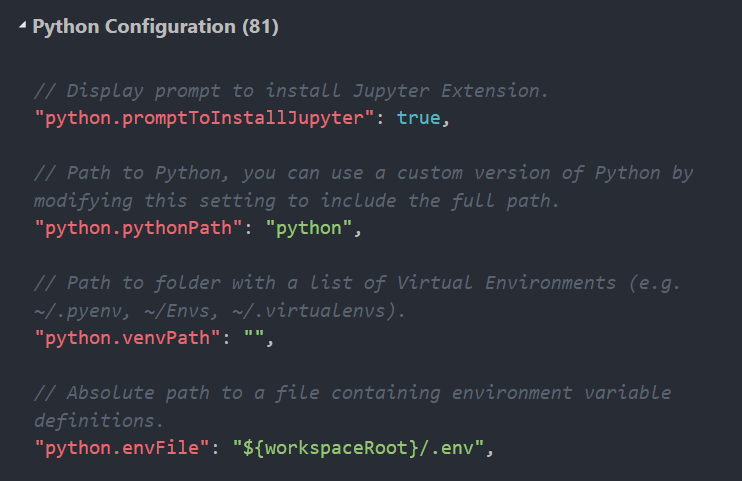 Python Configuration (81)
// Display prompt to install Jupyter Extension.
"python.promptToInstallJupyter": true,
// Path to Python, you can use a custom version of Python by
modifying this setting to include the full path.
"python.pythonPath": "python",
// Path to folder with a list of Virtual Environments (e.g.
~/.pyenv, ~/Envs, ~/.virtualenvs).
"python.venvPath": "",
// Absolute path to a file containing environment variable
definitions.
"python.envFile": "${workspaceRoot}/.env",